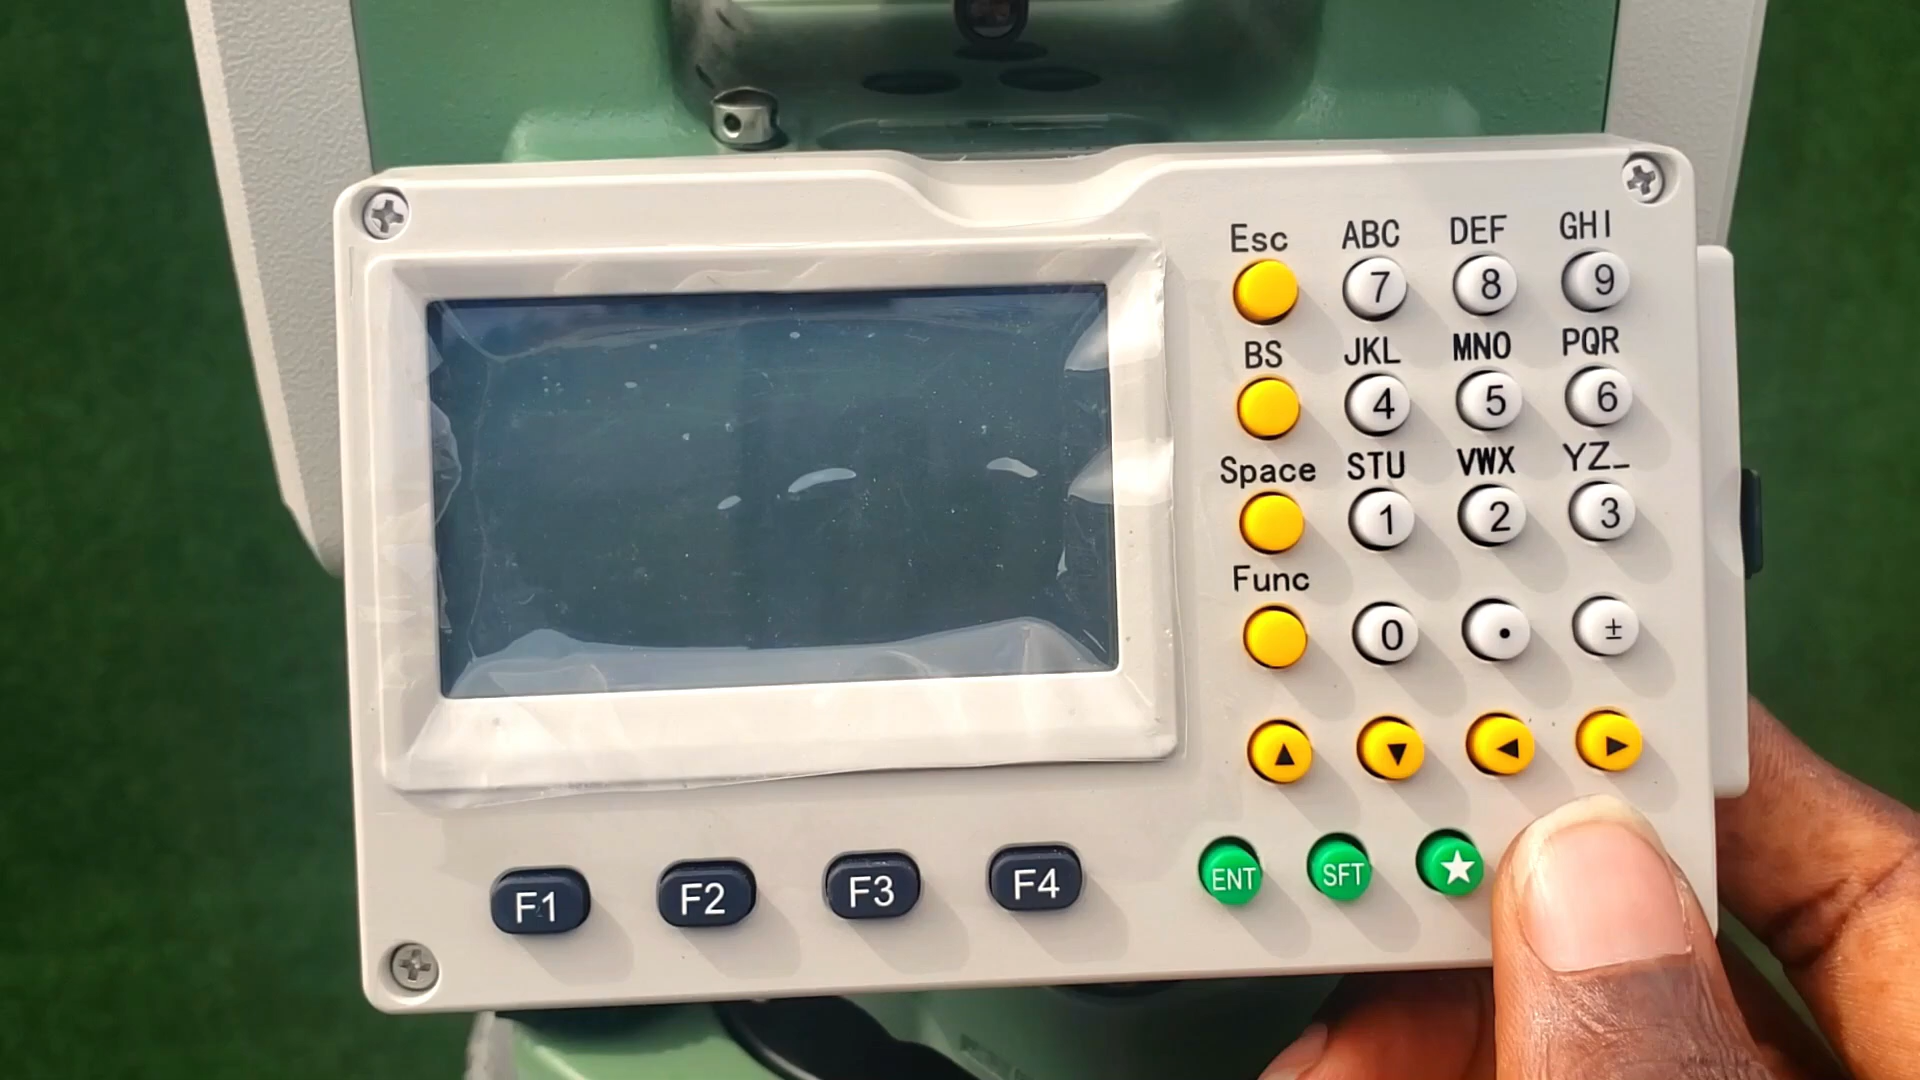 Esc ABC DEF GHI
7 8 9
BS JKL MNO PQR
4 5 6
Space STU VWX YZ_
1 2 3
Func
0 • ±
▲ ▼ ◀ ▶
ENT SFT ★
F1 F2 F3 F4